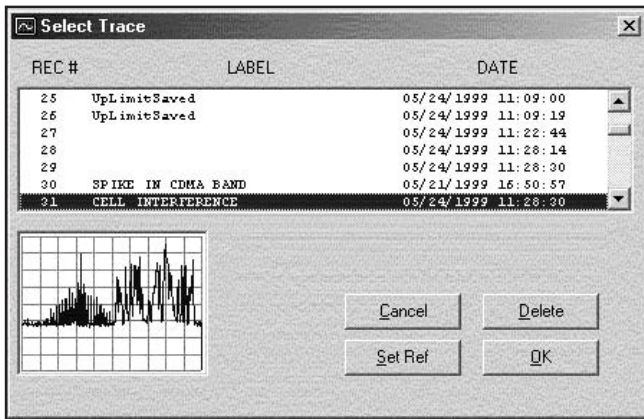 Select Trace
REC # LABEL DATE
25 UpLimitSaved 05/24/1999 11:09:00
26 UpLimitSaved 05/24/1999 11:09:19
27 05/24/1999 11:22:44
28 05/24/1999 11:28:14
29 05/24/1999 11:28:30
30 SPIKE IN CDMA BAND 05/21/1999 16:50:57
31 CELL INTERFERENCE 05/24/1999 11:28:30
Cancel Delete
Set Ref OK